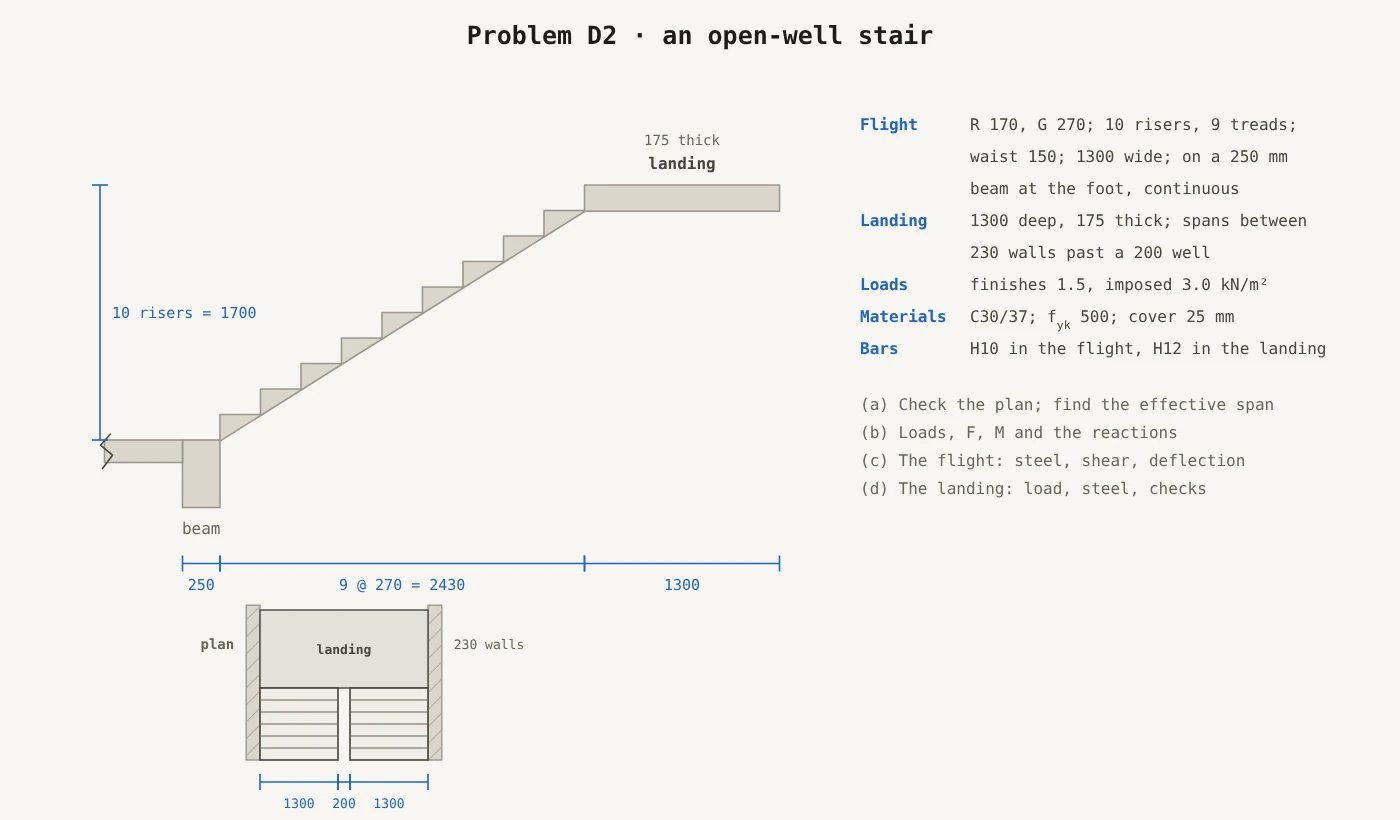 Problem D2 · an open-well stair
175 thick
landing
10 risers = 1700
beam
250
9 @ 270 = 2430
1300
plan
landing
230 walls
1300
200
1300
Flight R 170, G 270; 10 risers, 9 treads;
waist 150; 1300 wide; on a 250 mm
beam at the foot, continuous
Landing 1300 deep, 175 thick; spans between
230 walls past a 200 well
Loads finishes 1.5, imposed 3.0 kN/m²
Materials C30/37; fyk 500; cover 25 mm
Bars H10 in the flight, H12 in the landing
(a) Check the plan; find the effective span
(b) Loads, F, M and the reactions
(c) The flight: steel, shear, deflection
(d) The landing: load, steel, checks